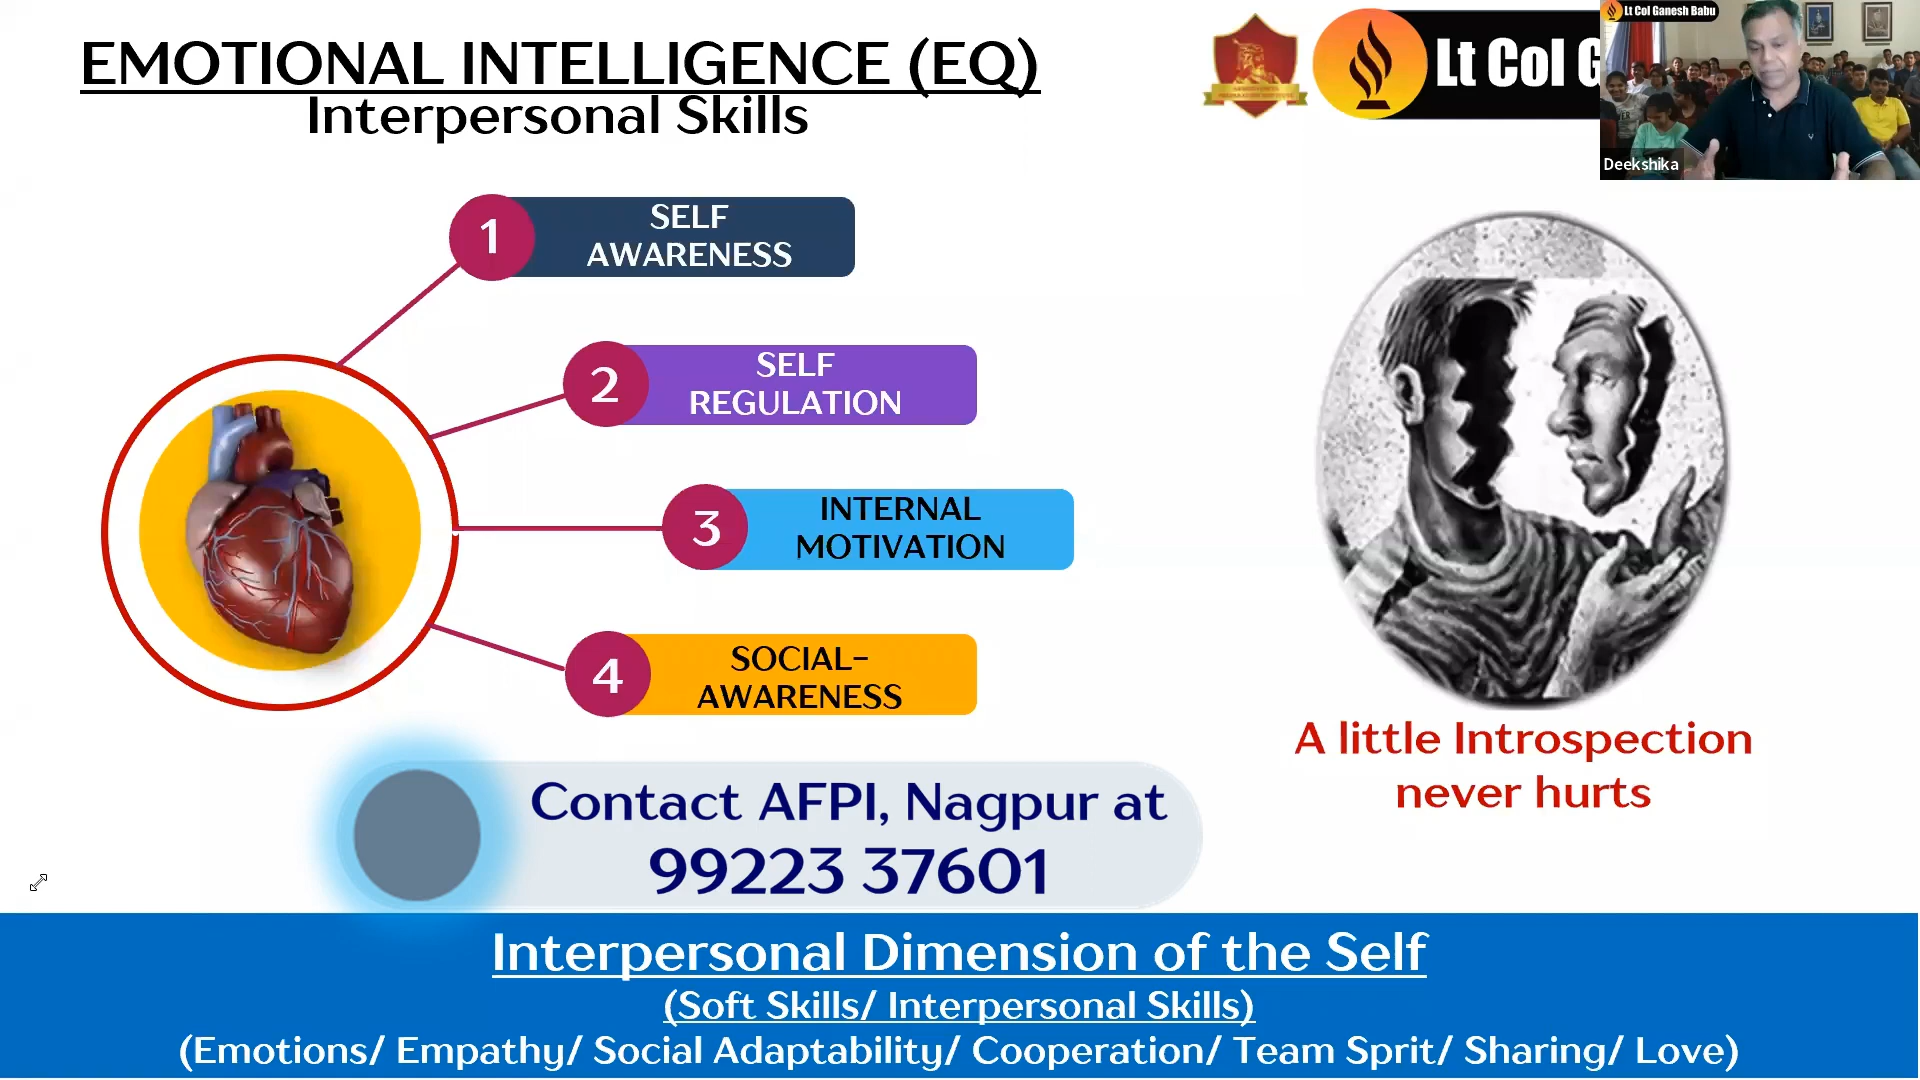 EMOTIONAL INTELLIGENCE (EQ)
Interpersonal Skills
Lt Col G
Lt Col Ganesh Babu
Deekshika
1
SELF
AWARENESS
2
SELF
REGULATION
3
INTERNAL
MOTIVATION
4
SOCIAL-
AWARENESS
A little Introspection
never hurts
Contact AFPI, Nagpur at
99223 37601
Interpersonal Dimension of the Self
(Soft Skills/ Interpersonal Skills)
(Emotions/ Empathy/ Social Adaptability/ Cooperation/ Team Sprit/ Sharing/ Love)